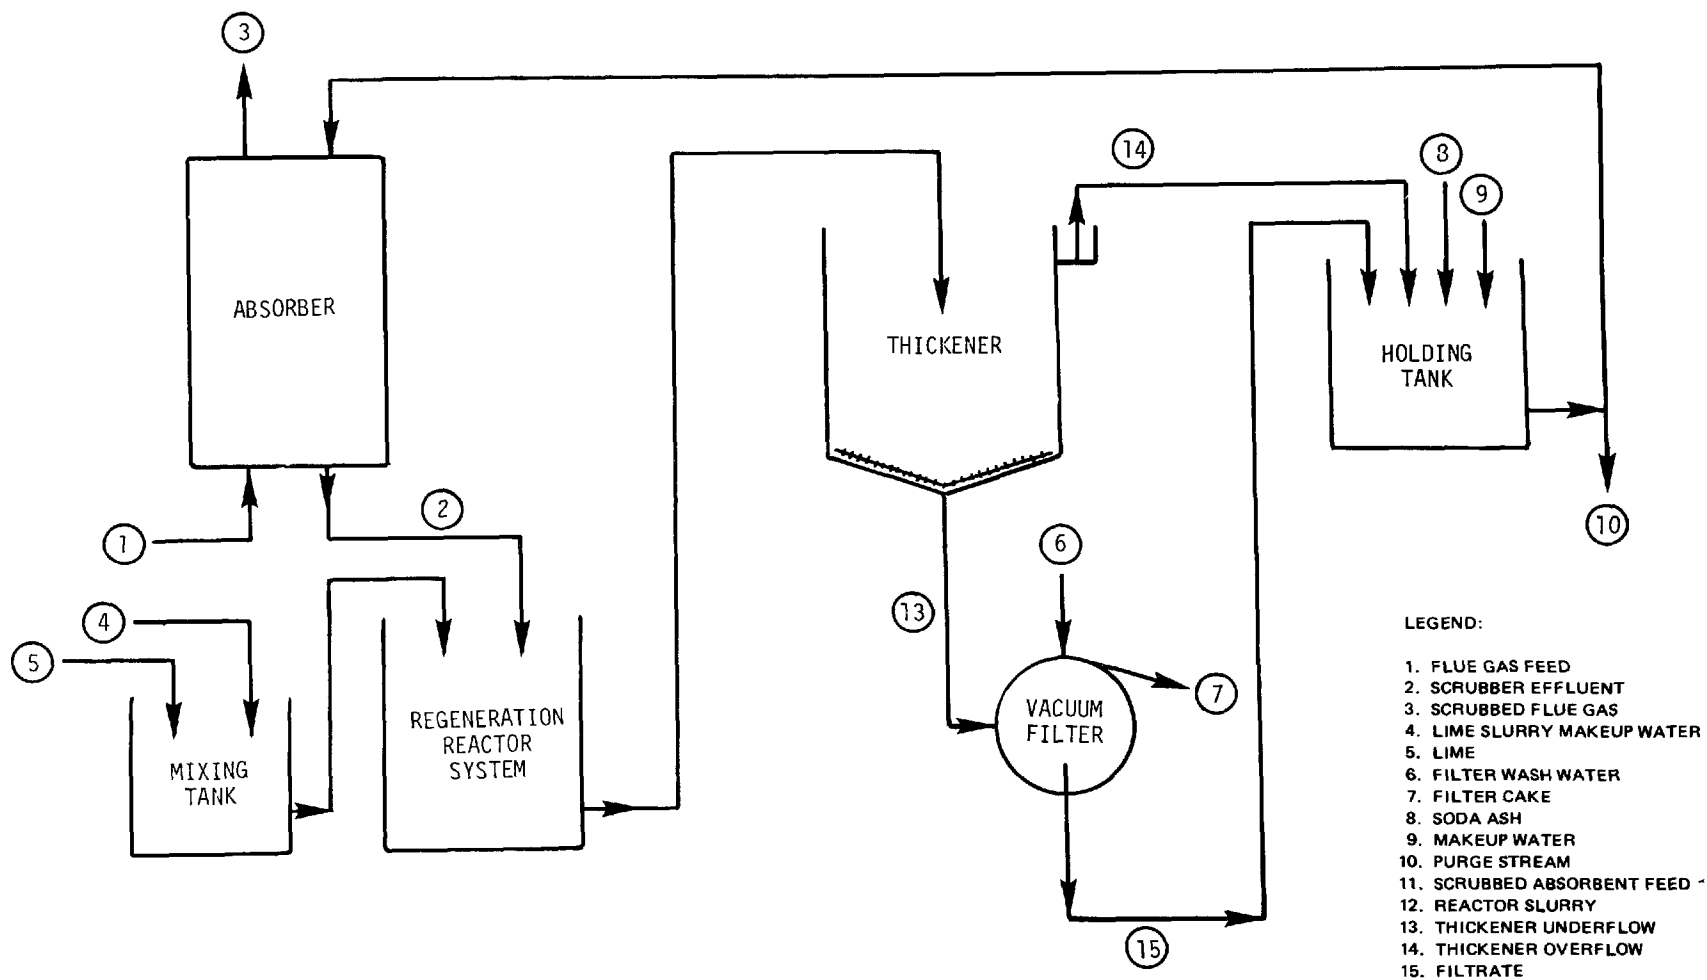 3
14
8
9
ABSORBER
THICKENER
HOLDING
TANK
2
1
6
10
13
4
5
7
VACUUM
FILTER
REGENERATION
REACTOR
SYSTEM
MIXING
TANK
15
LEGEND:
1. FLUE GAS FEED
2. SCRUBBER EFFLUENT
3. SCRUBBED FLUE GAS
4. LIME SLURRY MAKEUP WATER
5. LIME
6. FILTER WASH WATER
7. FILTER CAKE
8. SODA ASH
9. MAKEUP WATER
10. PURGE STREAM
11. SCRUBBED ABSORBENT FEED -
12. REACTOR SLURRY
13. THICKENER UNDERFLOW
14. THICKENER OVERFLOW
15. FILTRATE